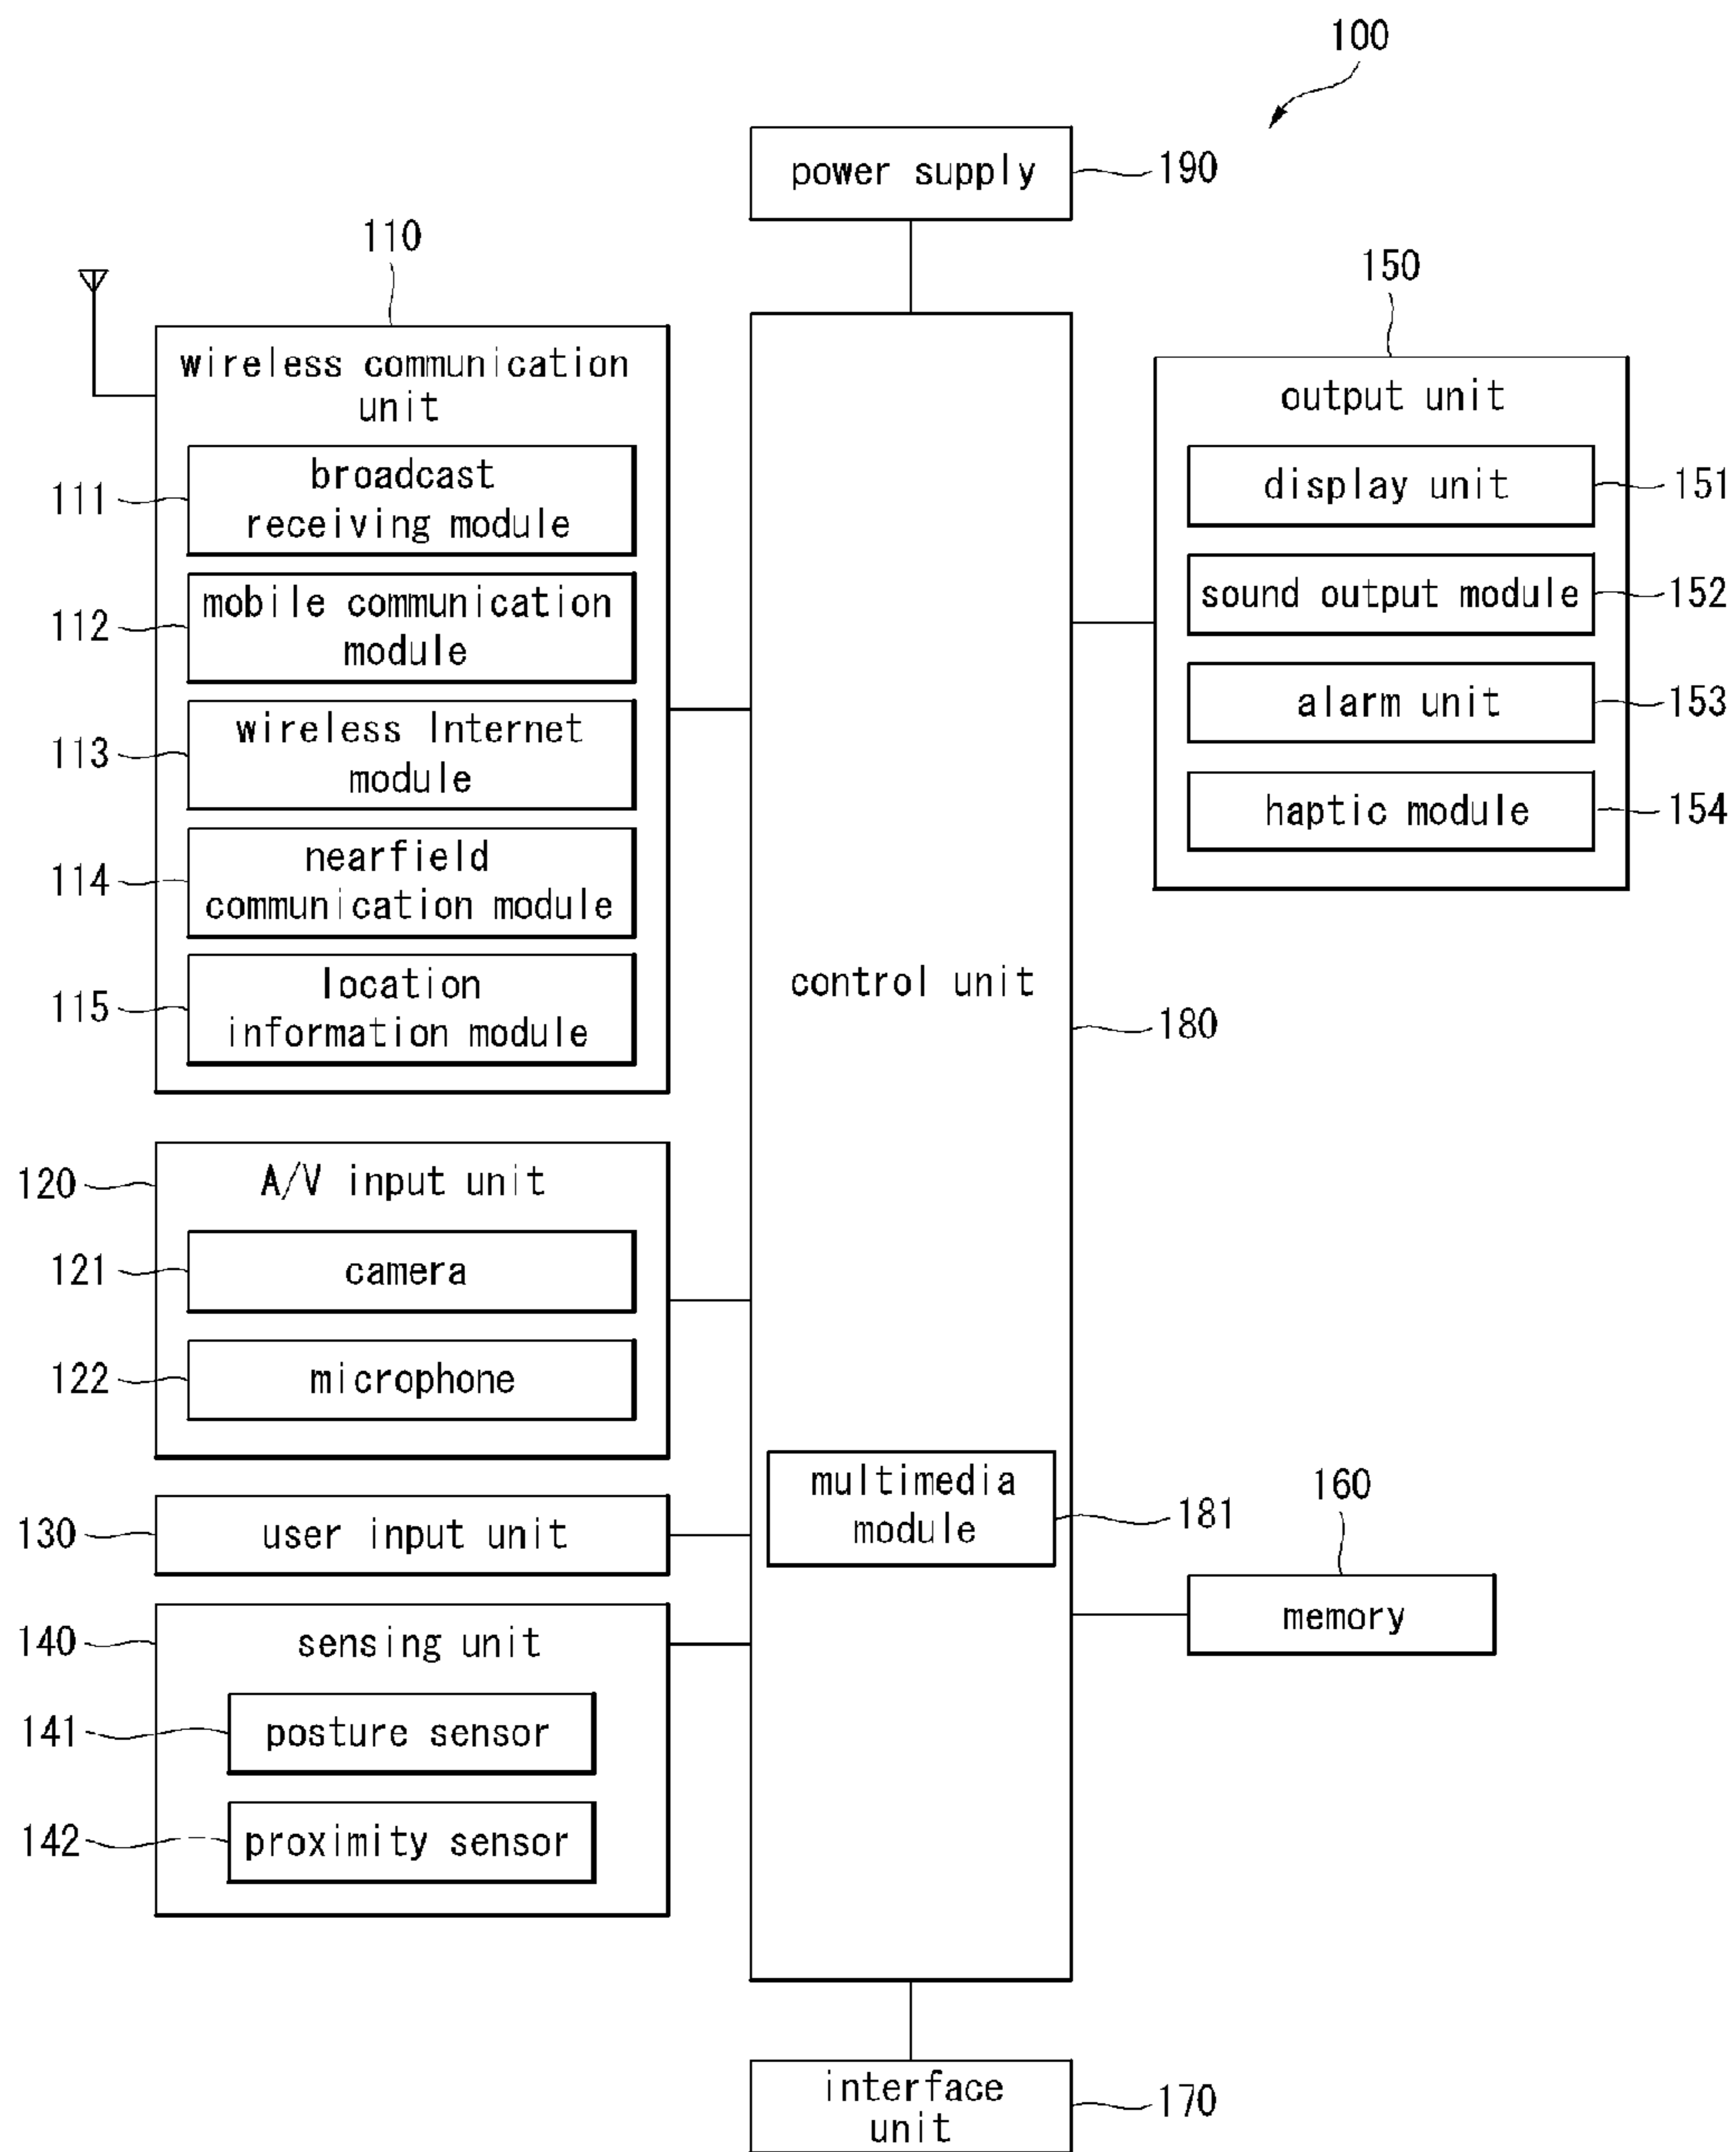 100
power supply
190
110
wireless communication
unit
111
broadcast
receiving module
112
mobile communication
module
113
wireless Internet
module
114
nearfield
communication module
115
location
information module
120
A/V input unit
121
camera
122
microphone
130
user input unit
140
sensing unit
141
posture sensor
142
proximity sensor
control unit
180
multimedia
module
181
150
output unit
display unit
151
sound output module
152
alarm unit
153
haptic module
154
160
memory
interface
unit
170